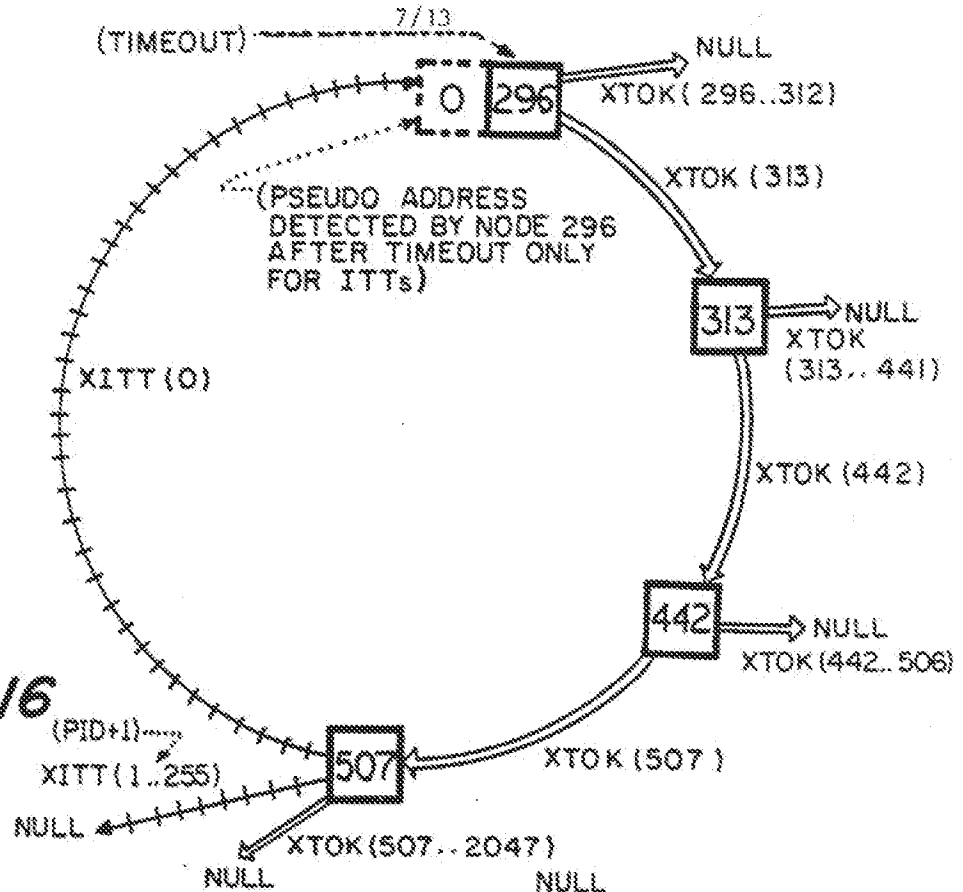 7/13
(TIMEOUT)
NULL
0
296
XTOK(296..312)
XTOK(313)
(PSEUDO ADDRESS
DETECTED BY NODE 296
AFTER TIMEOUT ONLY
FOR ITTs)
313
NULL
XTOK
(313..441)
XITT(0)
XTOK(442)
442
NULL
XTOK(442..506)
16
(PID+1)
XITT(1..255)
507
XTOK(507)
NULL
XTOK(507..2047)
NULL
NULL